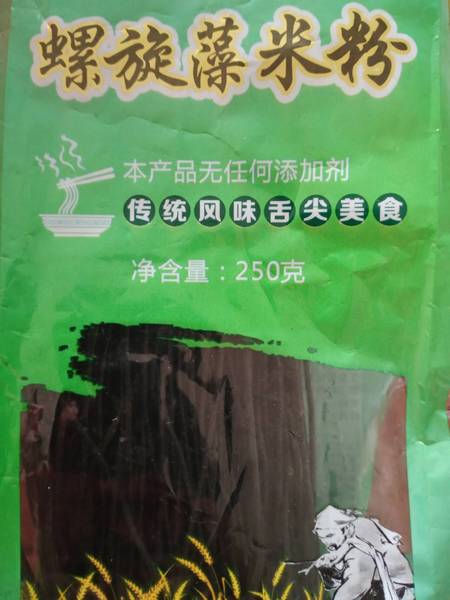 螺旋藻米粉
本产品无任何添加剂
传统风味舌尖美食
净含量：250克